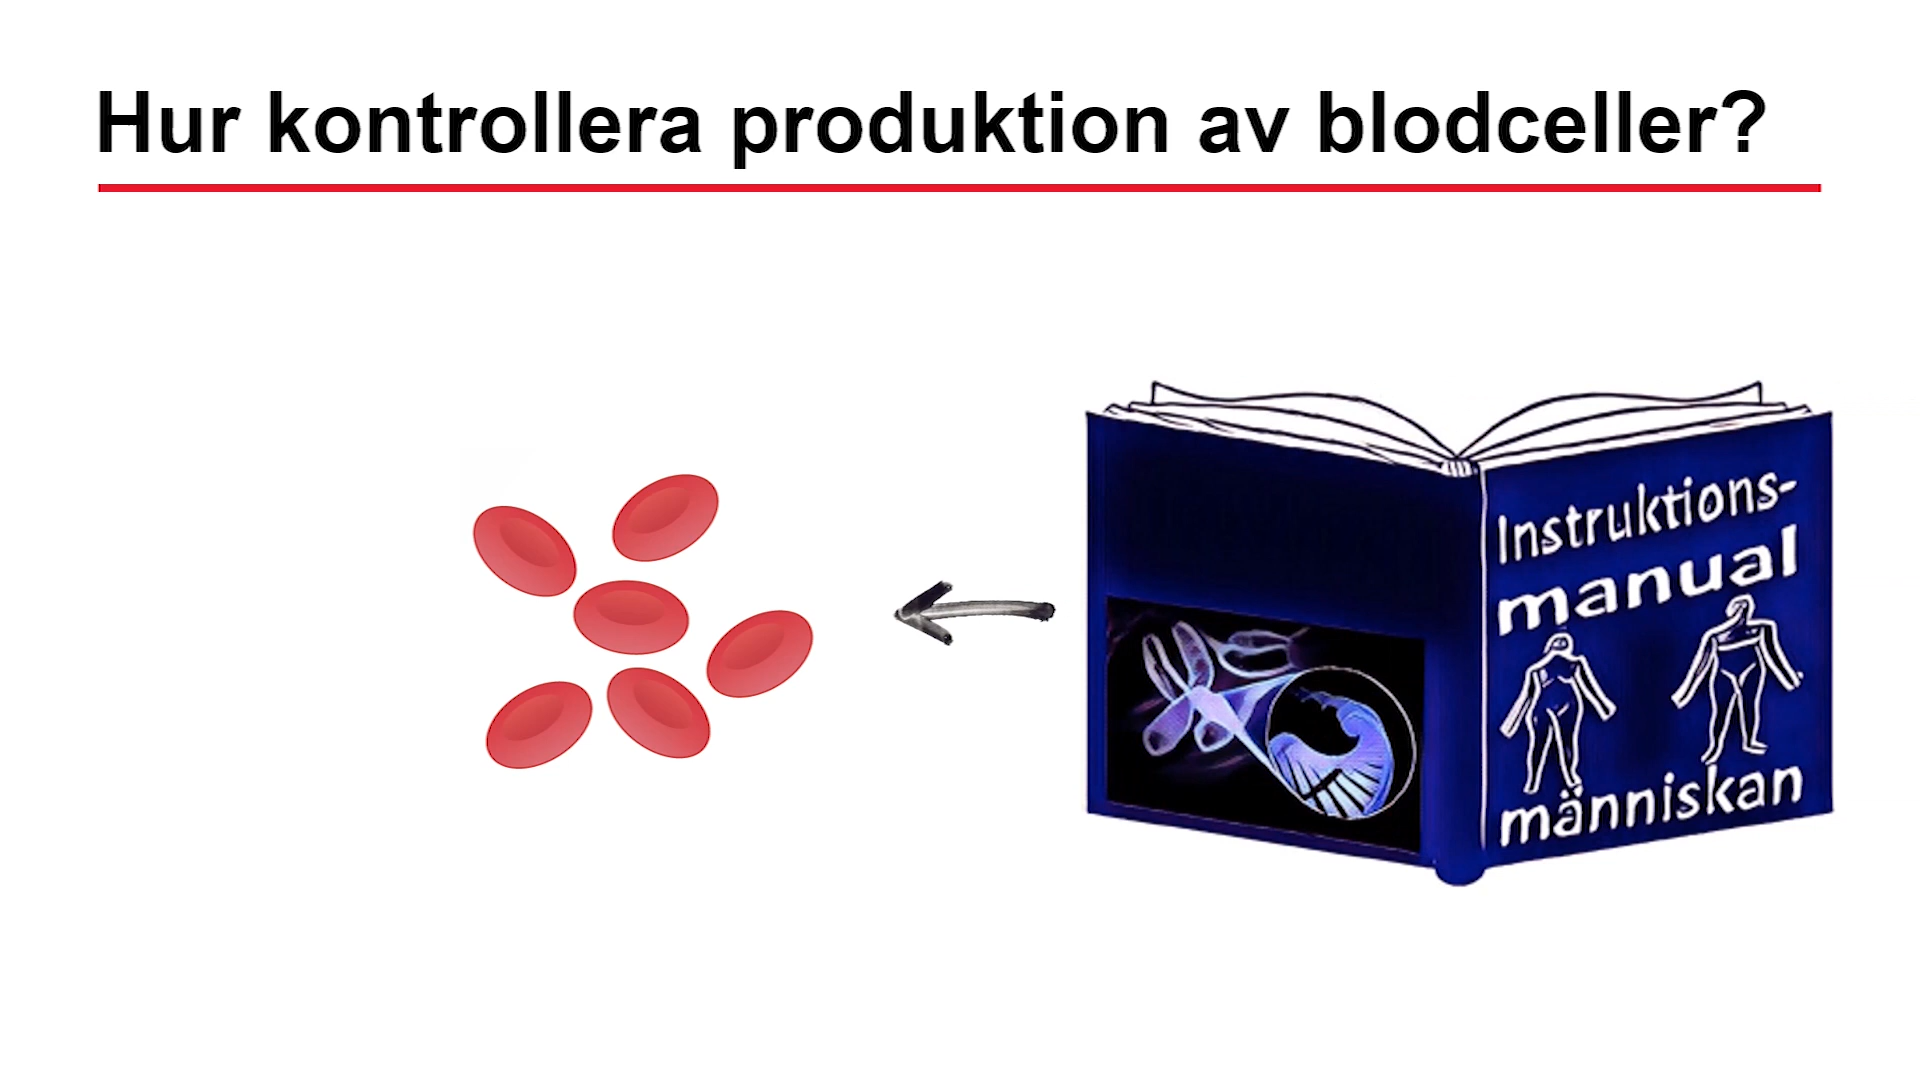 Hur kontrollera produktion av blodceller?
Instruktions-
manual
människan